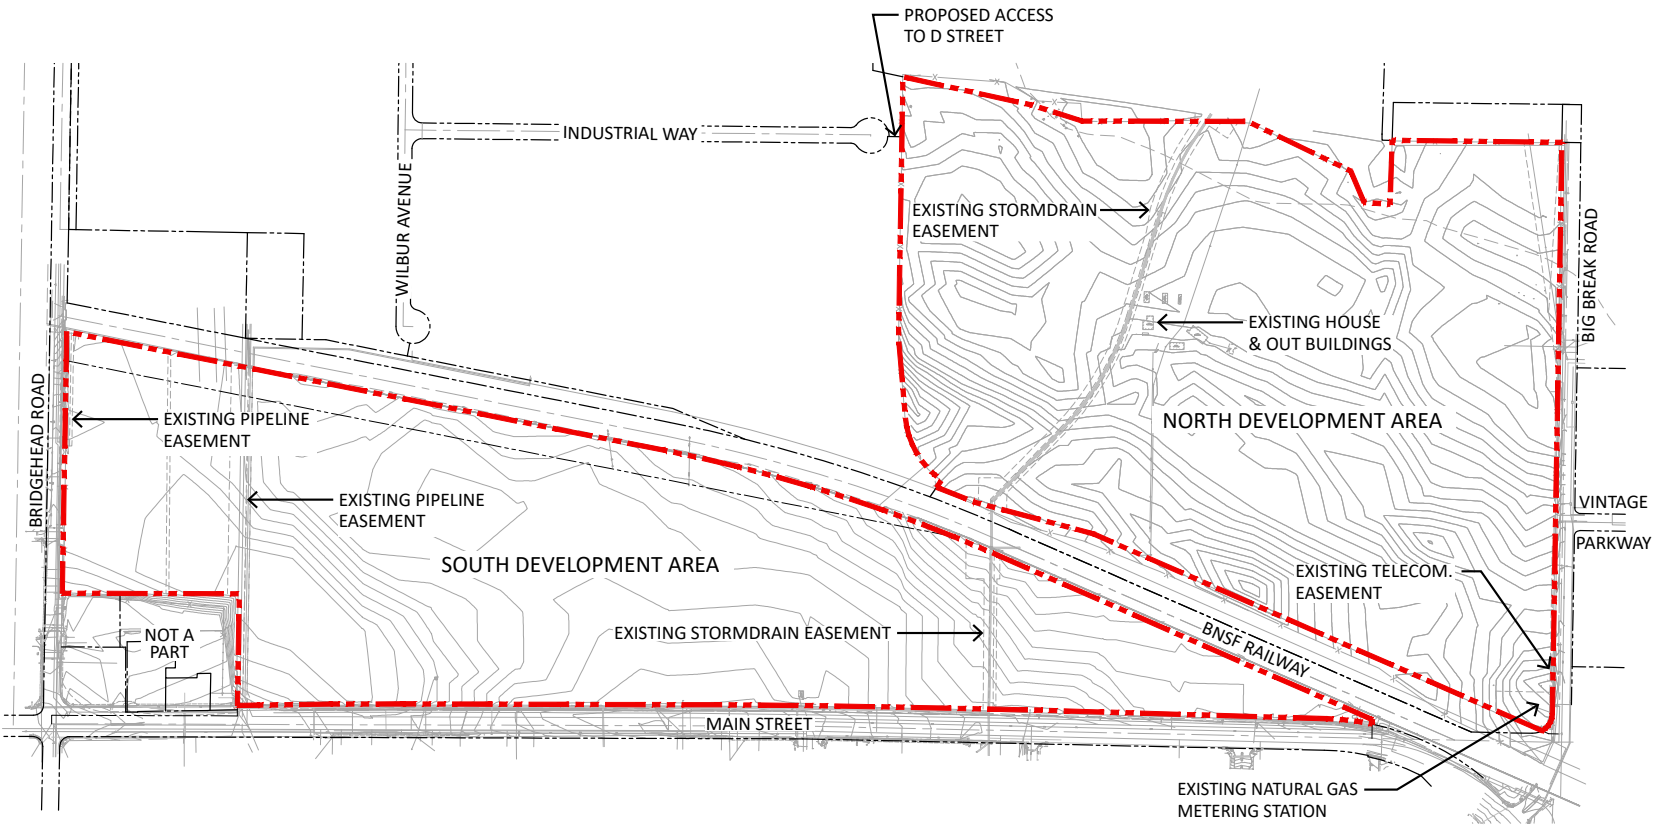 PROPOSED ACCESS
TO D STREET
INDUSTRIAL WAY
WILBUR AVENUE
EXISTING STORMDRAIN
EASEMENT
BIG BREAK ROAD
EXISTING HOUSE
& OUT BUILDINGS
BRIDGEHEAD ROAD
EXISTING PIPELINE
EASEMENT
NORTH DEVELOPMENT AREA
EXISTING PIPELINE
EASEMENT
VINTAGE
PARKWAY
SOUTH DEVELOPMENT AREA
EXISTING TELECOM.
EASEMENT
NOT A
PART
EXISTING STORMDRAIN EASEMENT
BNSF RAILWAY
MAIN STREET
EXISTING NATURAL GAS
METERING STATION